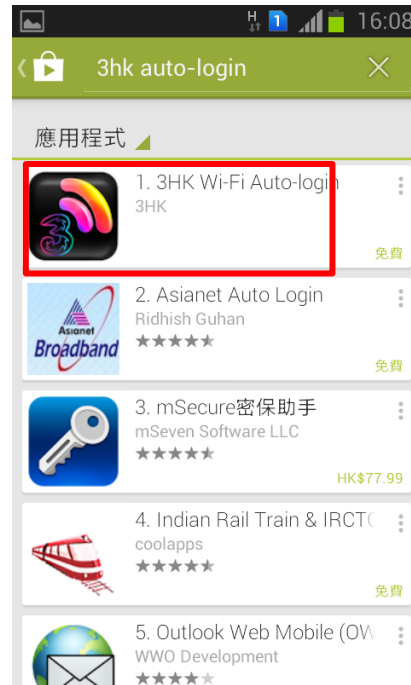 H 1 16:08
3hk auto-login
應用程式
1. 3HK Wi-Fi Auto-login
3HK
免費
2. Asianet Auto Login
Ridhish Guhan
Asianet
Broadband
免費
3. mSecure密保助手
mSeven Software LLC
HK$77.99
4. Indian Rail Train & IRCTC
coolapps
免費
5. Outlook Web Mobile (OW
WWO Development